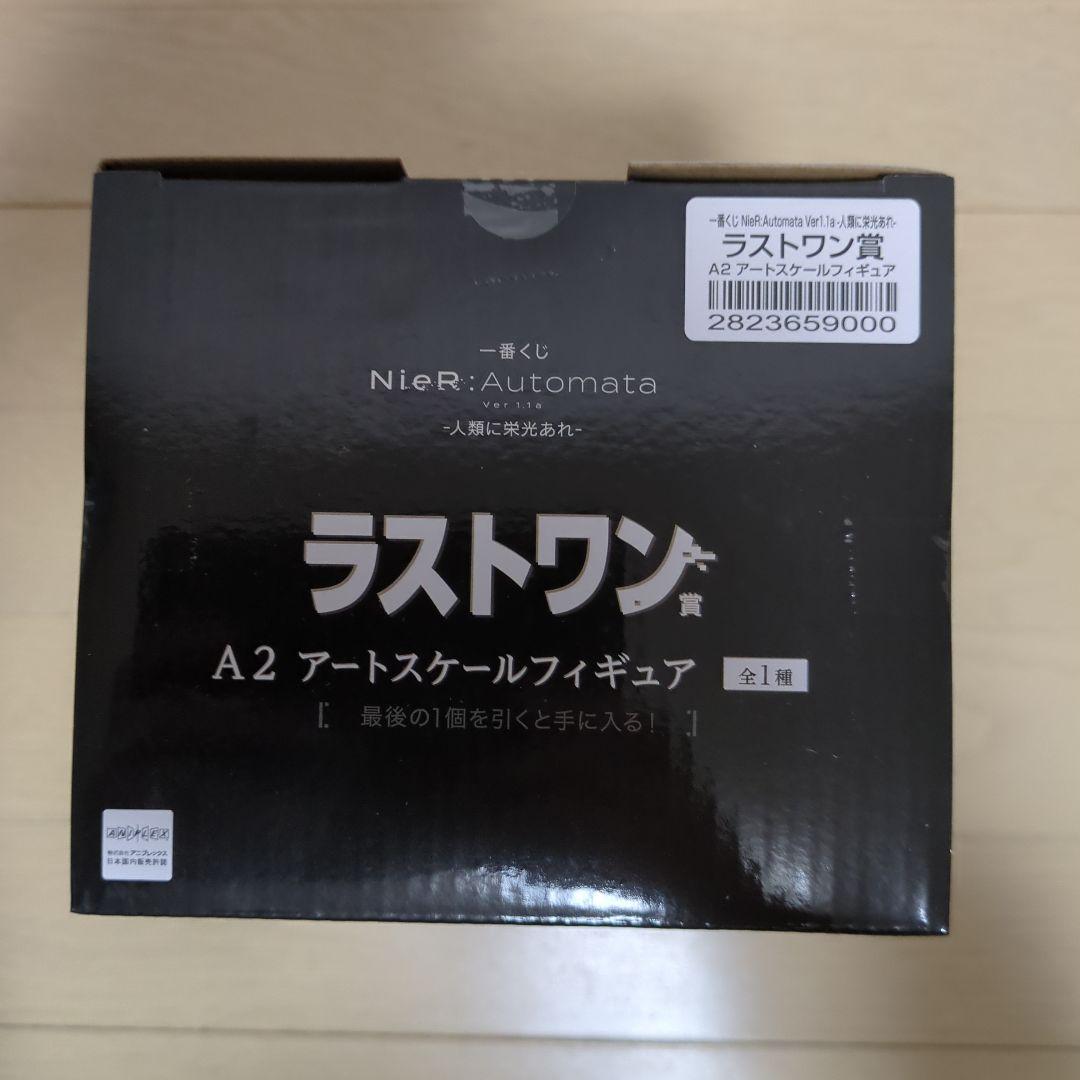 一番くじ NieR:Automata Ver1.1a -人類に栄光あれ-
ラストワン賞
A2 アートスケールフィギュア
2823659000
一番くじ
NieR:Automata
Ver 1.1a
-人類に栄光あれ-
ラストワン賞
A2 アートスケールフィギュア 全1種
[ 最後の1個を引くと手に入る! ]
ANIPLEX
株式会社アニプレックス
日本国内販売許諾